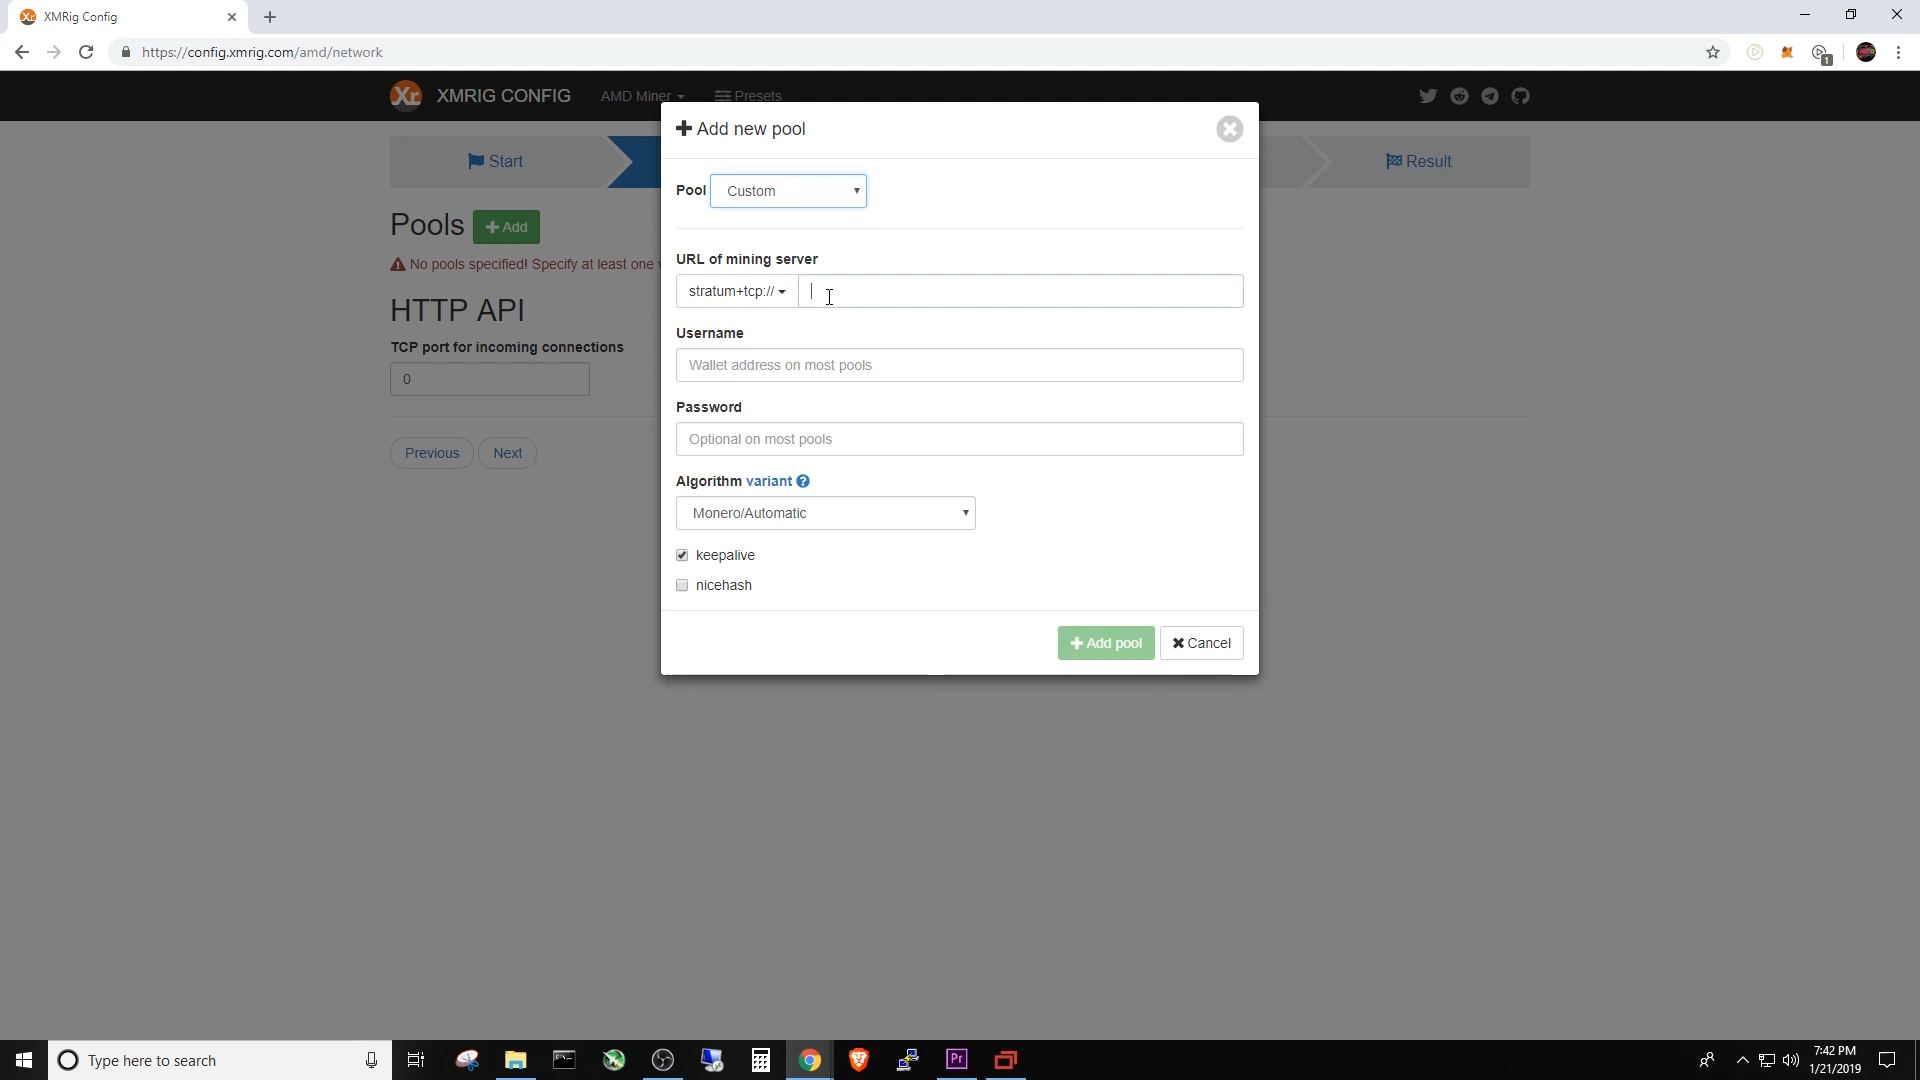 XMRig Config
https://config.xmrig.com/amd/network
1
Xr XMRIG CONFIG AMD Miner Presets
Start
Result
Pools Add
No pools specified! Specify at least one
HTTP API
TCP port for incoming connections
0
Previous Next
Add new pool
Pool Custom
URL of mining server
stratum+tcp://
Username
Wallet address on most pools
Password
Optional on most pools
Algorithm variant ?
Monero/Automatic
keepalive
nicehash
Add pool Cancel
Type here to search
Pr
7:42 PM
1/21/2019